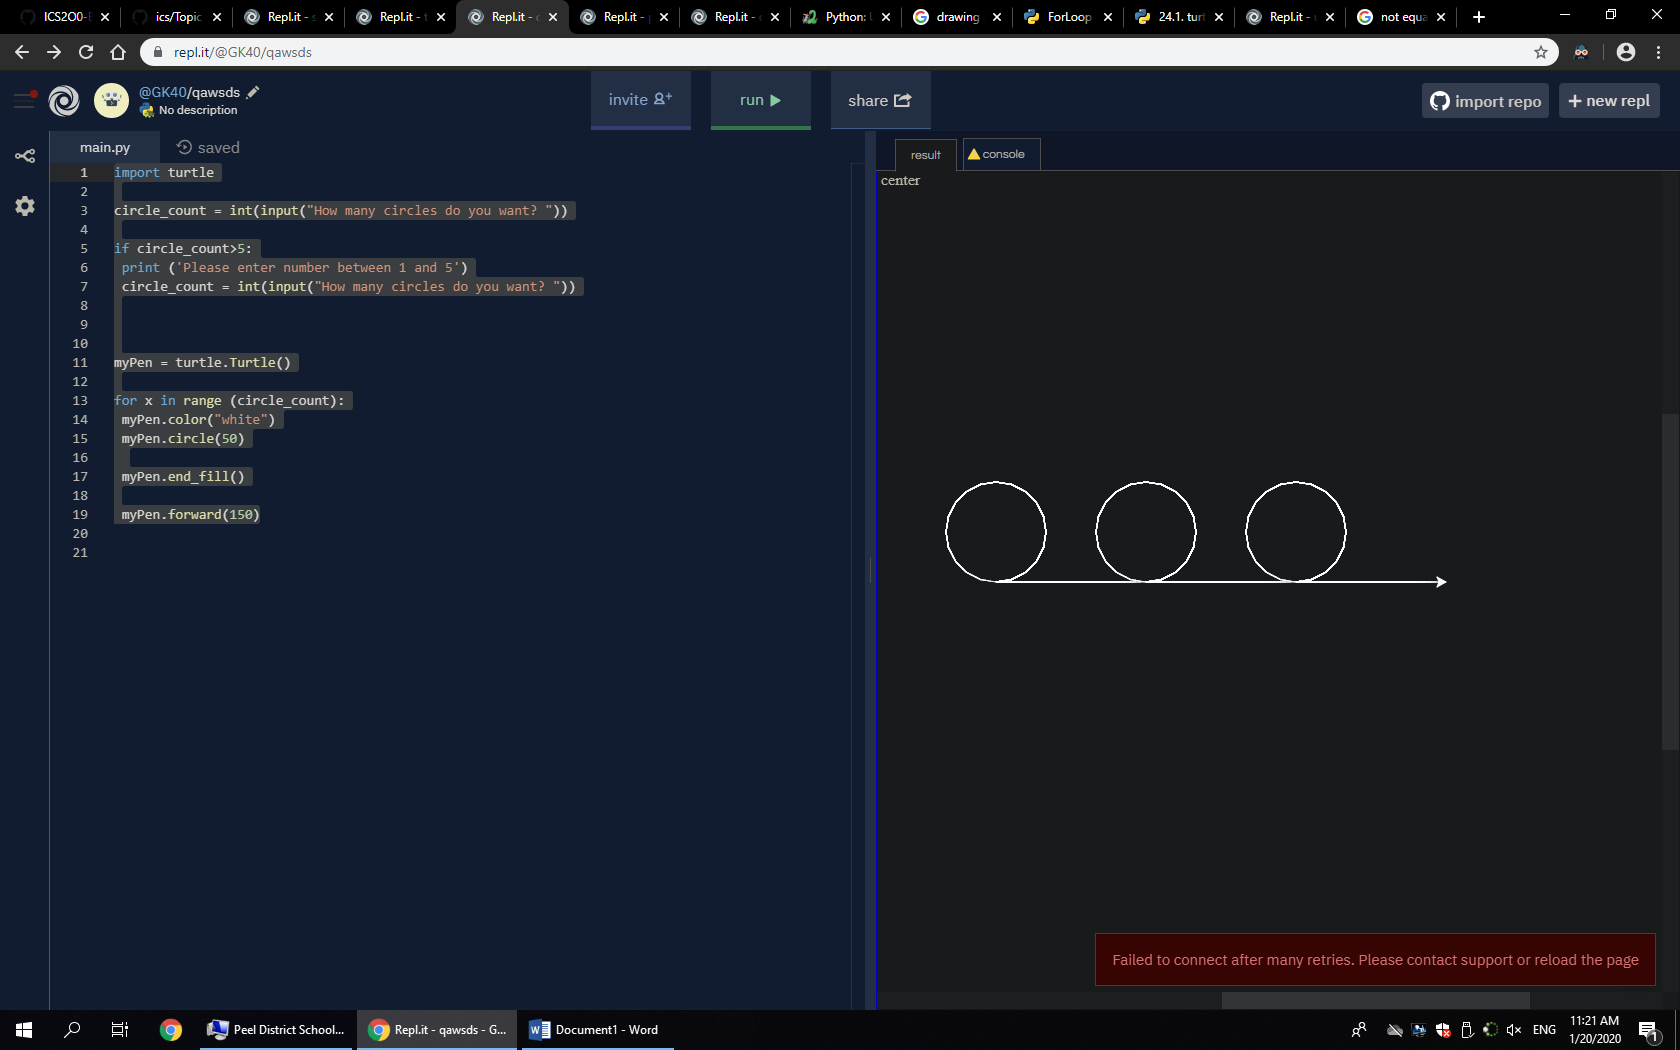 ICS2O0-E
ics/Topic
Repl.it - s
Repl.it - t
Repl.it - c
Repl.it - p
Repl.it - c
Python: U
drawing
ForLoop
24.1. turt
Repl.it -
not equa
repl.it/@GK40/qawsds
@GK40/qawsds
No description
invite
run
share
import repo
+ new repl
main.py
saved
1 import turtle
2
3 circle_count = int(input("How many circles do you want? "))
4
5 if circle_count>5:
6 print ('Please enter number between 1 and 5')
7 circle_count = int(input("How many circles do you want? "))
8
9
10
11 myPen = turtle.Turtle()
12
13 for x in range (circle_count):
14 myPen.color("white")
15 myPen.circle(50)
16
17 myPen.end_fill()
18
19 myPen.forward(150)
20
21
result
console
center
Failed to connect after many retries. Please contact support or reload the page
Peel District School...
Repl.it - qawsds - G...
Document1 - Word
ENG
11:21 AM
1/20/2020
1